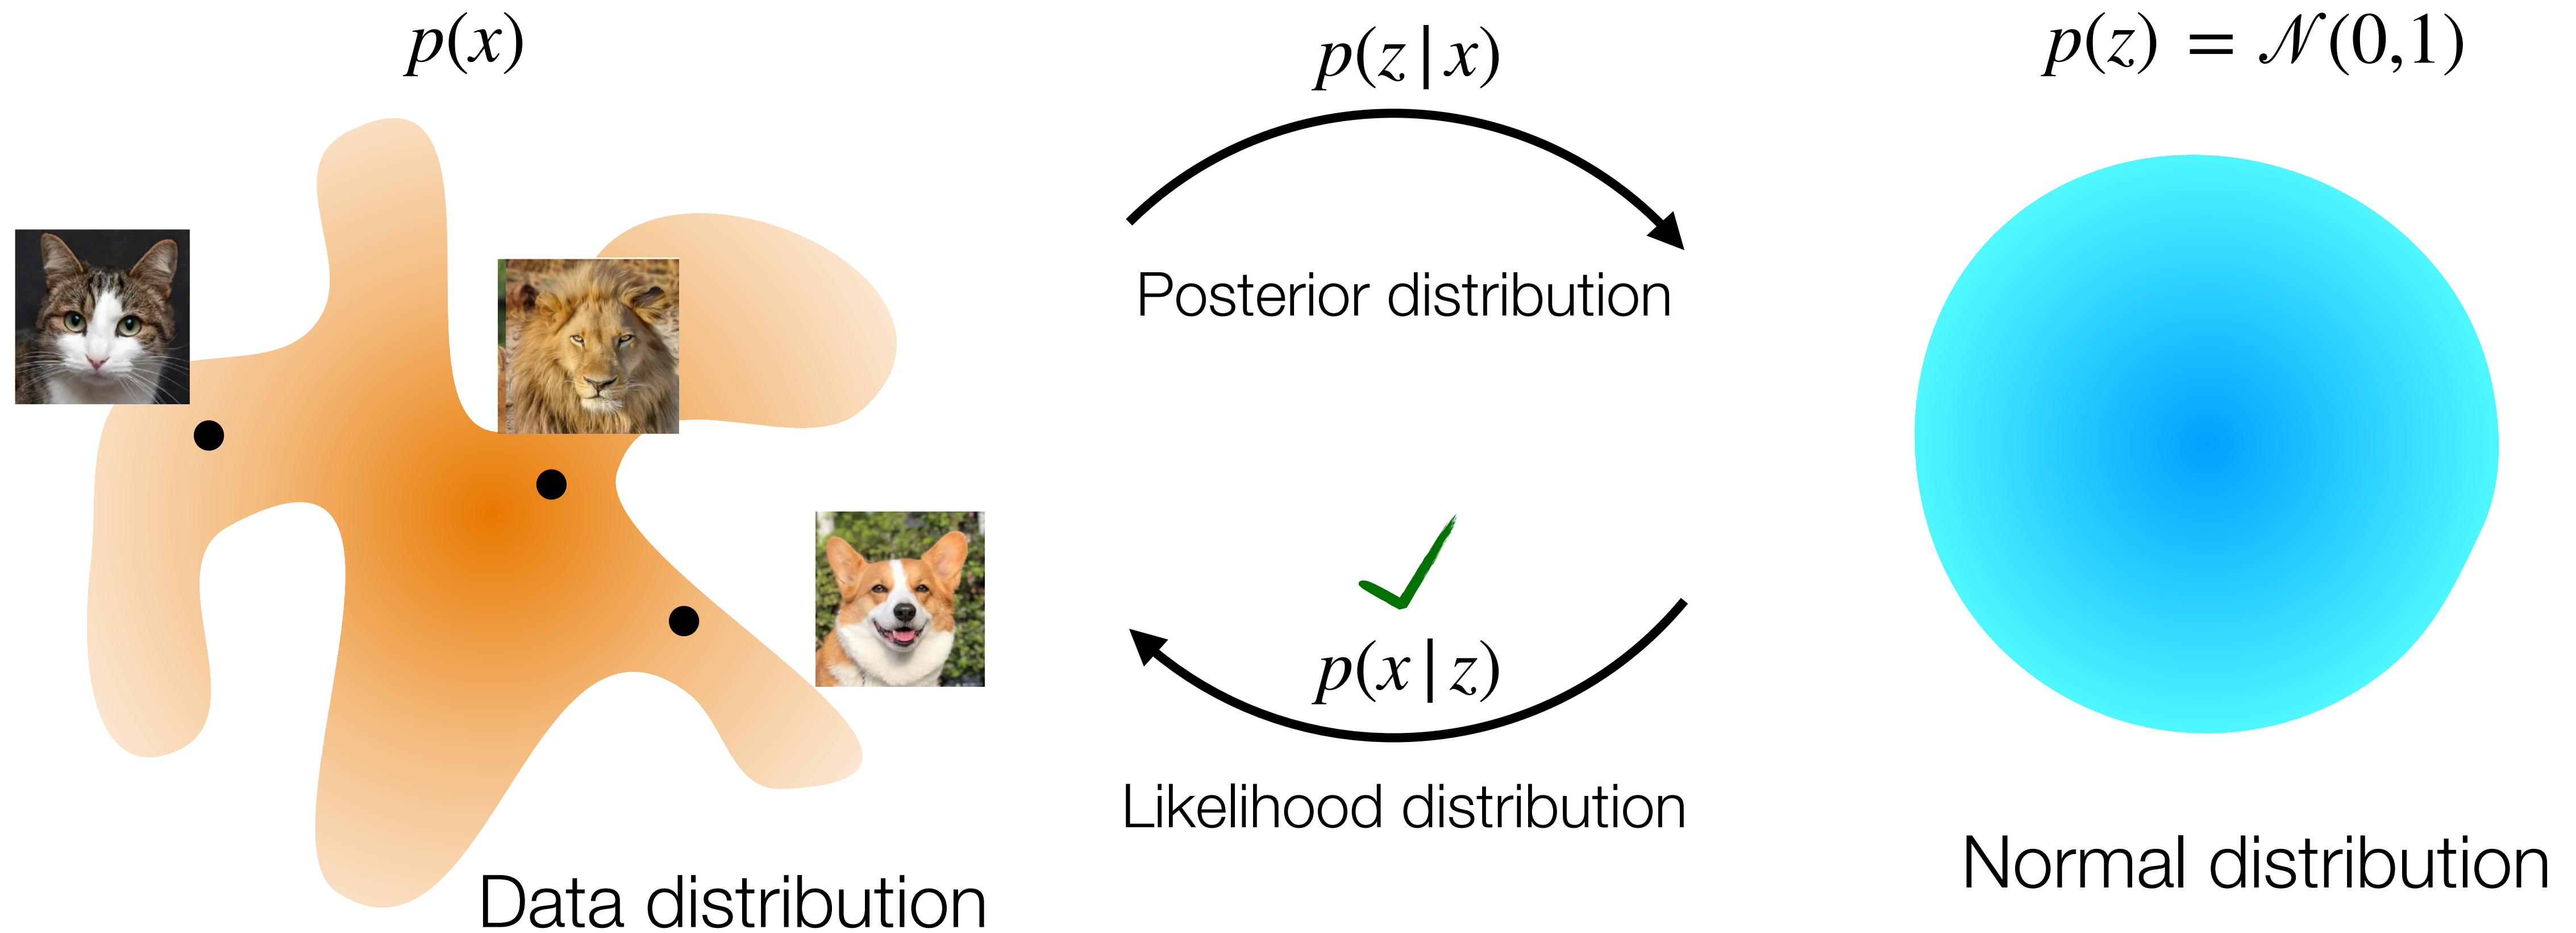 p(x)
p(z|x)
p(z) = 𝒩(0,1)
Posterior distribution
p(x|z)
Likelihood distribution
Normal distribution
Data distribution